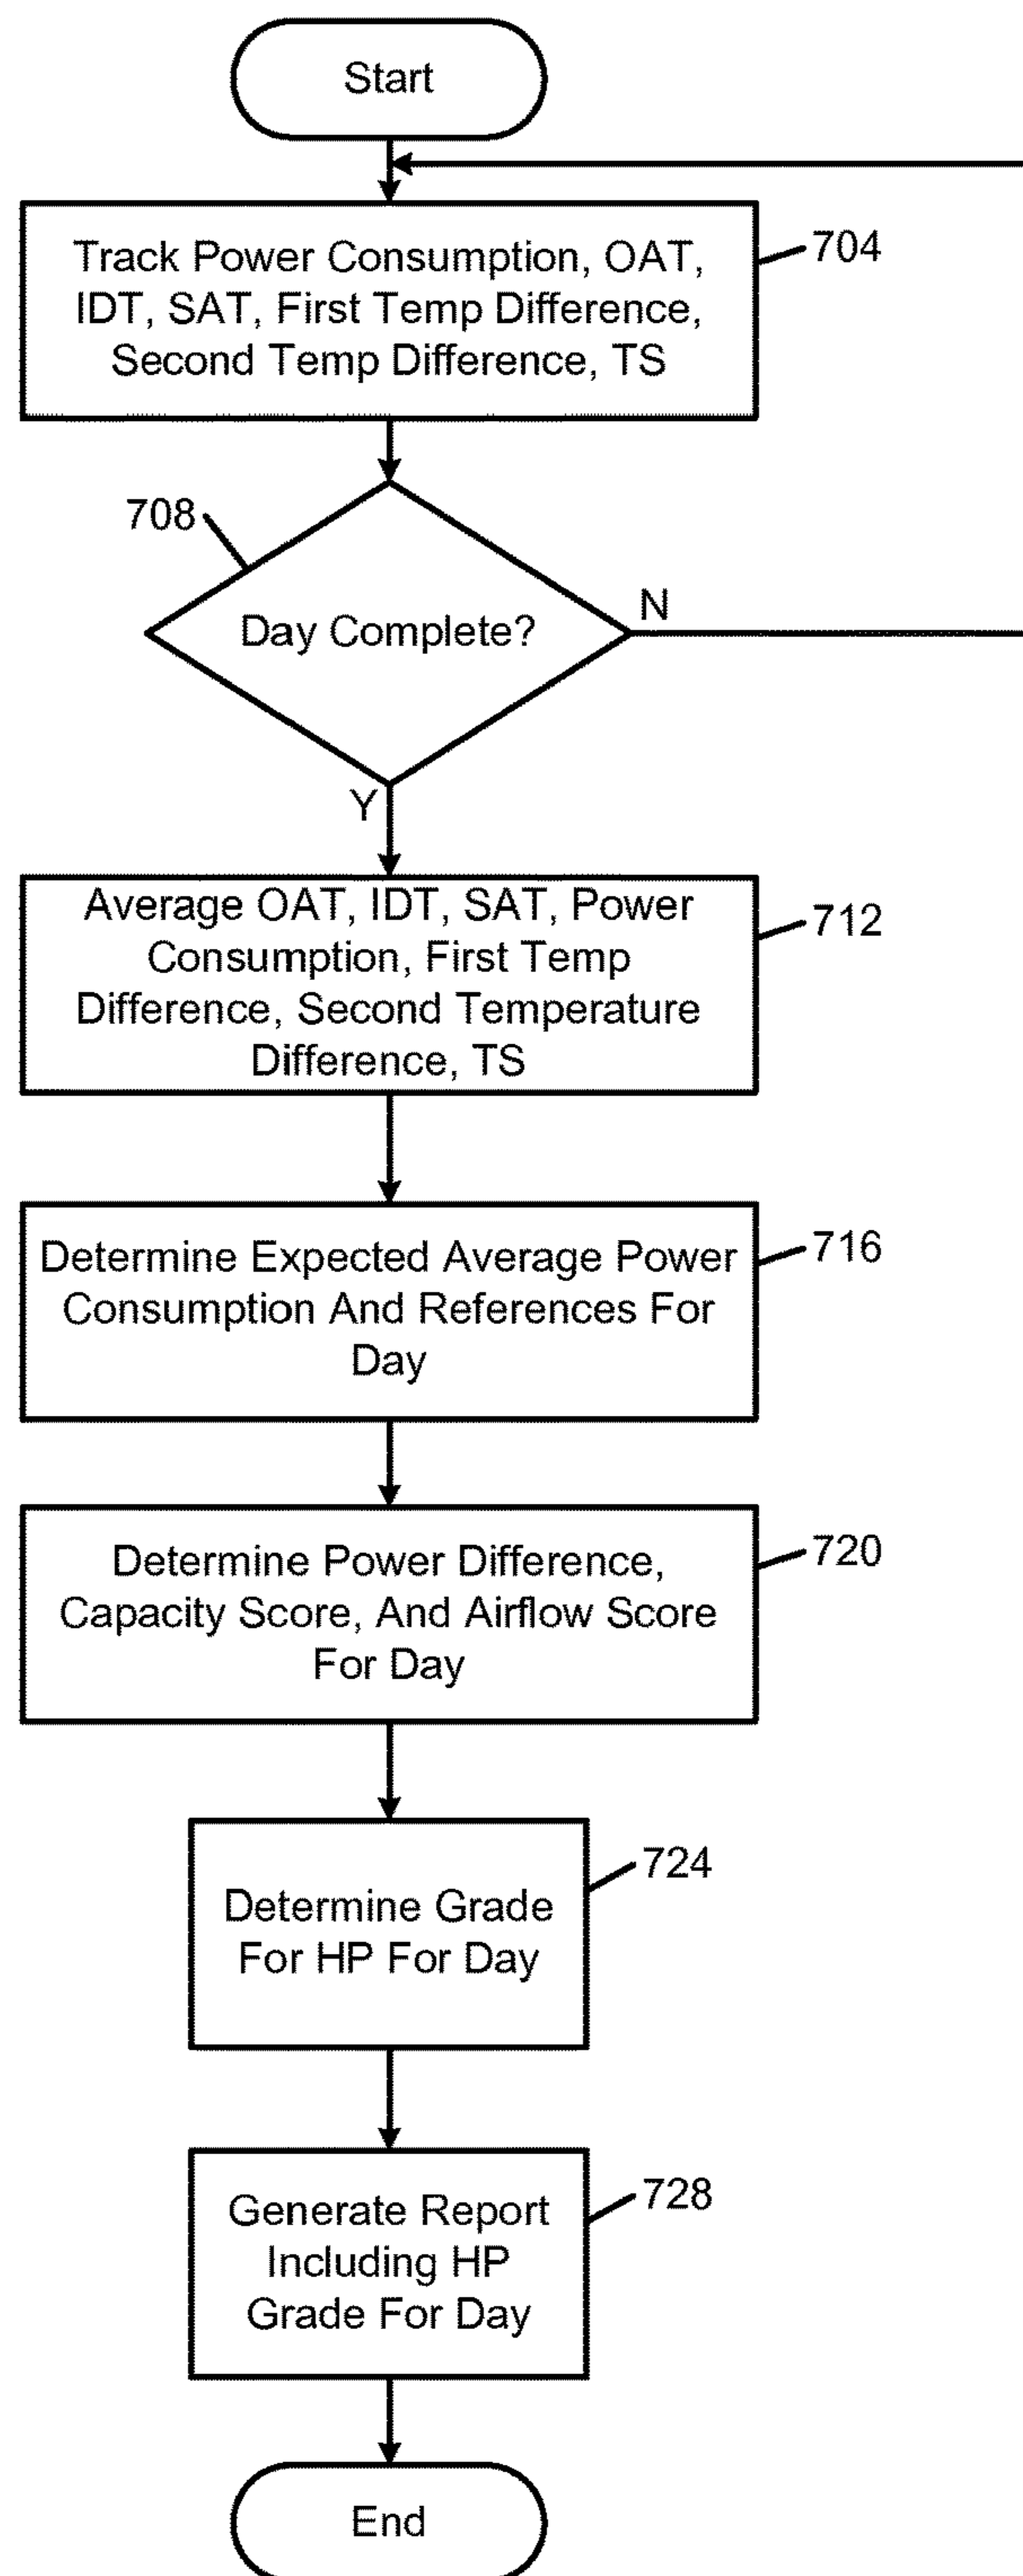 Start
Track Power Consumption, OAT,
IDT, SAT, First Temp Difference,
Second Temp Difference, TS
704
708
Day Complete?
N
Y
Average OAT, IDT, SAT, Power
Consumption, First Temp
Difference, Second Temperature
Difference, TS
712
Determine Expected Average Power
Consumption And References For
Day
716
Determine Power Difference,
Capacity Score, And Airflow Score
For Day
720
Determine Grade
For HP For Day
724
Generate Report
Including HP
Grade For Day
728
End